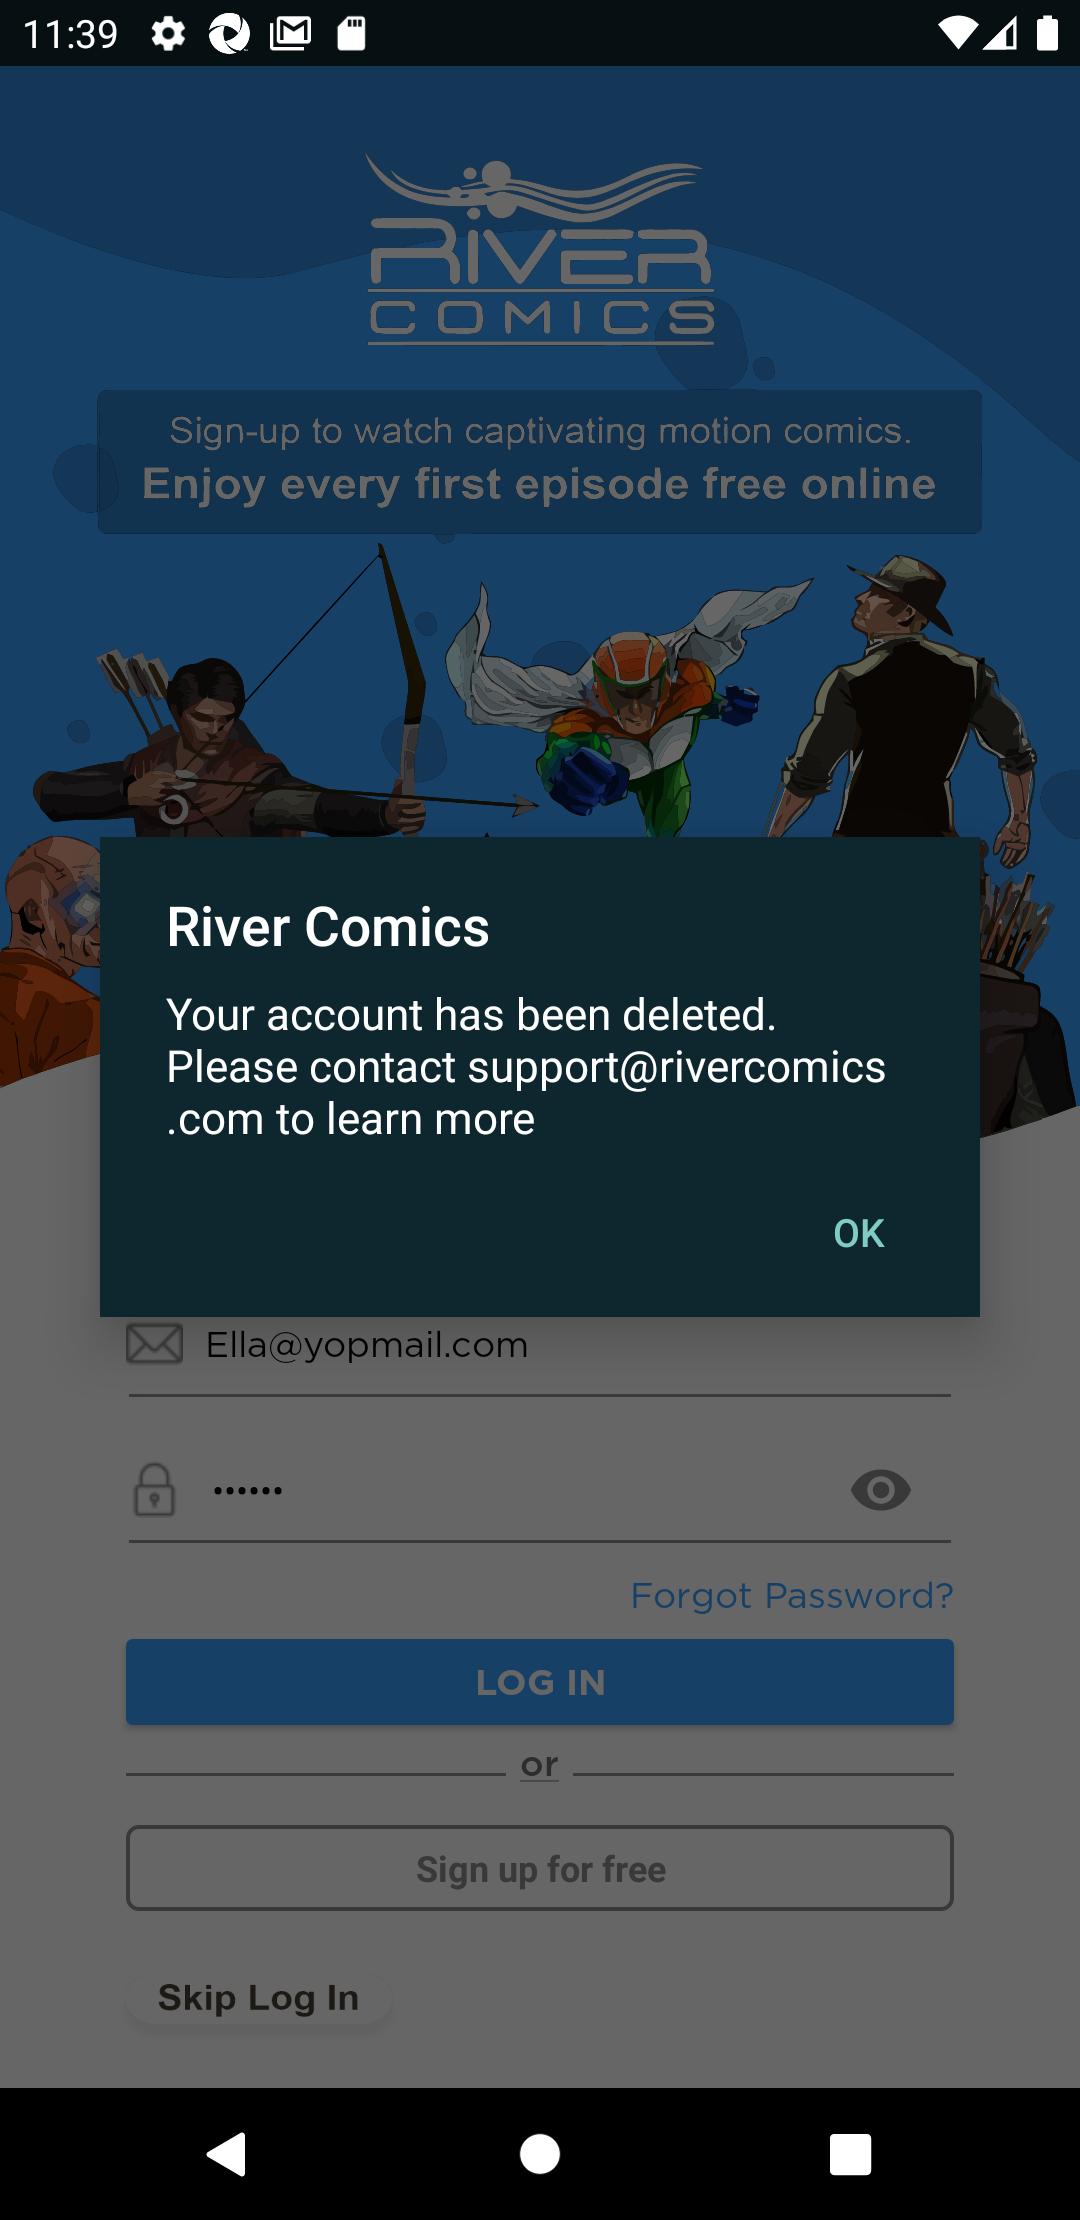 11:39
RiVER
COMICS
Sign-up to watch captivating motion comics.
Enjoy every first episode free online
River Comics
Your account has been deleted.
Please contact support@rivercomics
.com to learn more
OK
Ella@yopmail.com
••••••
Forgot Password?
LOG IN
or
Sign up for free
Skip Log In